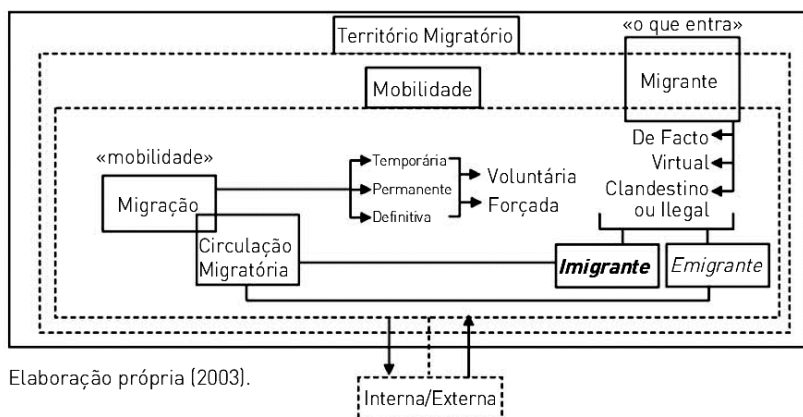 «o que entra»
Território Migratório
Mobilidade
Migrante
De Facto
Virtual
Clandestino
ou Ilegal
«mobilidade»
Migração
Temporária
Permanente
Definitiva
Voluntária
Forçada
Circulação
Migratória
Imigrante
Emigrante
Elaboração própria (2003).
Interna/Externa